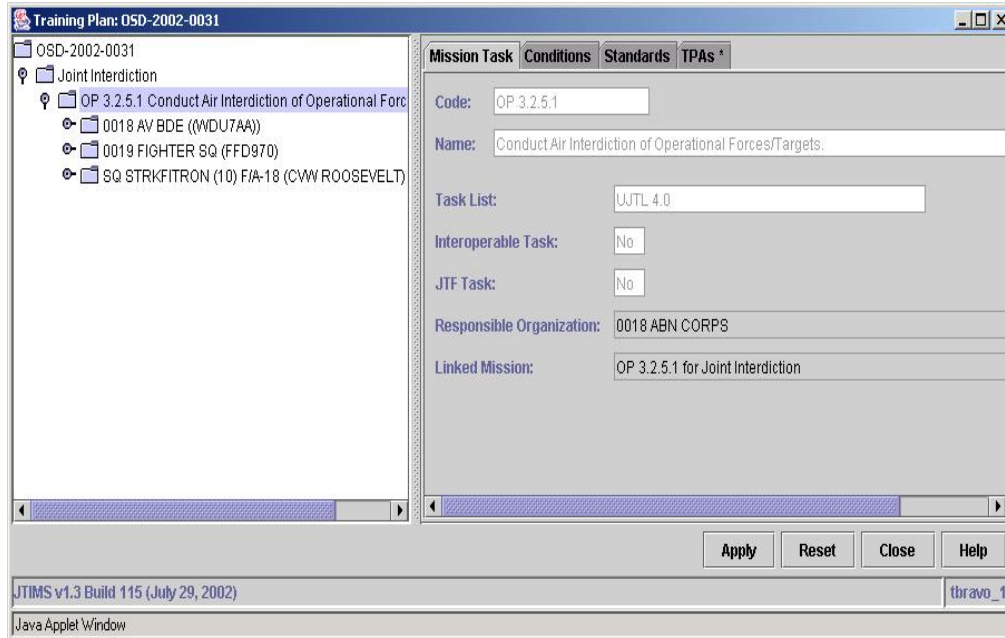 Training Plan: OSD-2002-0031
OSD-2002-0031
Joint Interdiction
OP 3.2.5.1 Conduct Air Interdiction of Operational Forc
0018 AV BDE ((WDU7AA))
0019 FIGHTER SQ (FFD970)
SQ STRKFITRON (10) F/A-18 (CVW ROOSEVELT)
Mission Task Conditions Standards TPAs *
Code: OP 3.2.5.1
Name: Conduct Air Interdiction of Operational Forces/Targets.
Task List: UJTL 4.0
Interoperable Task: No
JTF Task: No
Responsible Organization: 0018 ABN CORPS
Linked Mission: OP 3.2.5.1 for Joint Interdiction
Apply Reset Close Help
JTIMS v1.3 Build 115 (July 29, 2002) tbravo_1
Java Applet Window